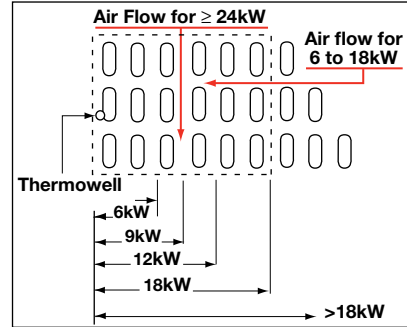 Air Flow for ≥ 24kW
Air flow for
6 to 18kW
Thermowell
6kW
9kW
12kW
18kW
>18kW